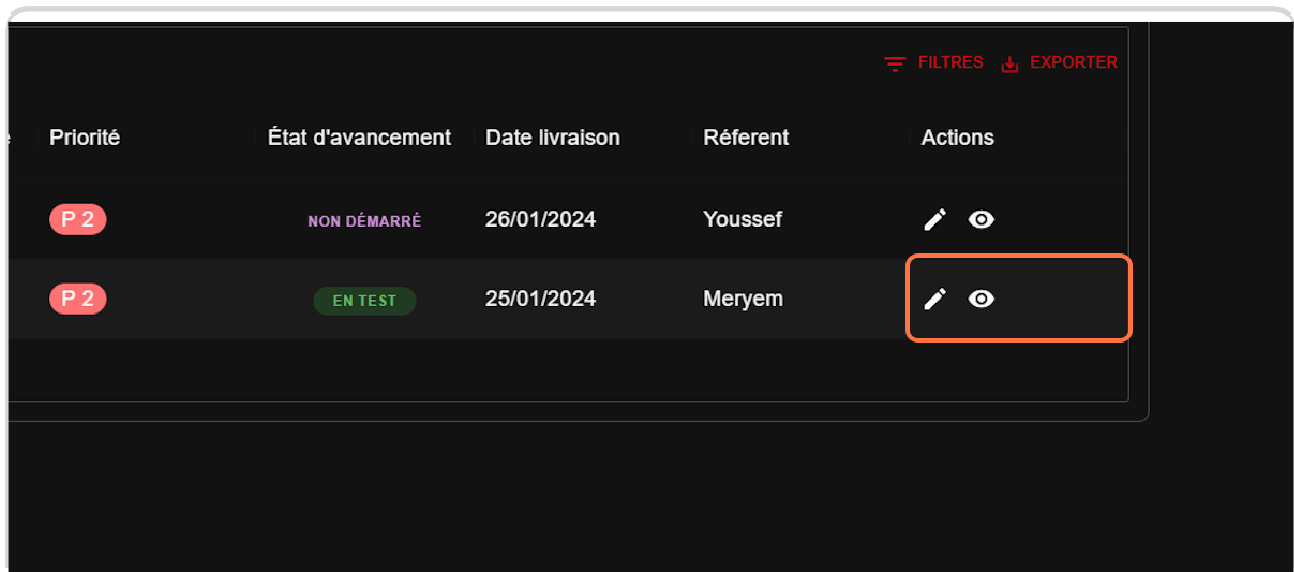 FILTRES EXPORTER
Priorité État d'avancement Date livraison Réferent Actions
P 2 NON DÉMARRÉ 26/01/2024 Youssef
P 2 EN TEST 25/01/2024 Meryem